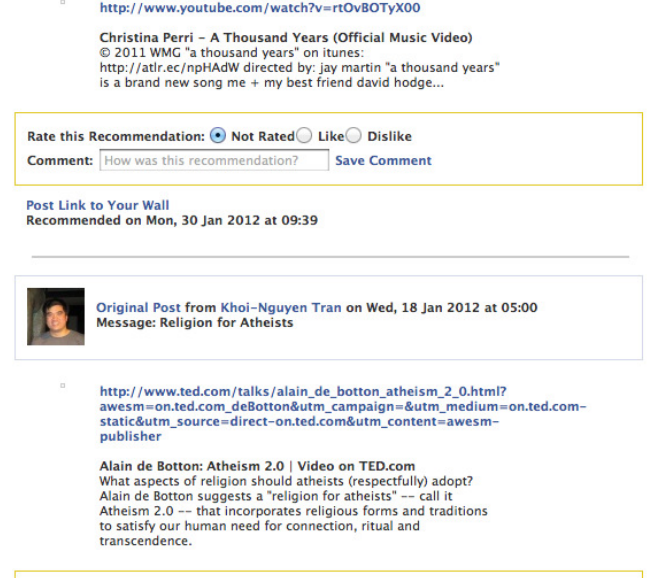 http://www.youtube.com/watch?v=rtOvBOTyX00
Christina Perri - A Thousand Years (Official Music Video)
© 2011 WMG "a thousand years" on itunes:
http://atlr.ec/npHAdW directed by: jay martin "a thousand years"
is a brand new song me + my best friend david hodge...
Rate this Recommendation: Not Rated Like Dislike
Comment: How was this recommendation? Save Comment
Post Link to Your Wall
Recommended on Mon, 30 Jan 2012 at 09:39
Original Post from Khoi-Nguyen Tran on Wed, 18 Jan 2012 at 05:00
Message: Religion for Atheists
http://www.ted.com/talks/alain_de_botton_atheism_2_0.html?
awesm=on.ted.com_deBotton&utm_campaign=&utm_medium=on.ted.com-
static&utm_source=direct-on.ted.com&utm_content=awesm-
publisher
Alain de Botton: Atheism 2.0 | Video on TED.com
What aspects of religion should atheists (respectfully) adopt?
Alain de Botton suggests a "religion for atheists" -- call it
Atheism 2.0 -- that incorporates religious forms and traditions
to satisfy our human need for connection, ritual and
transcendence.